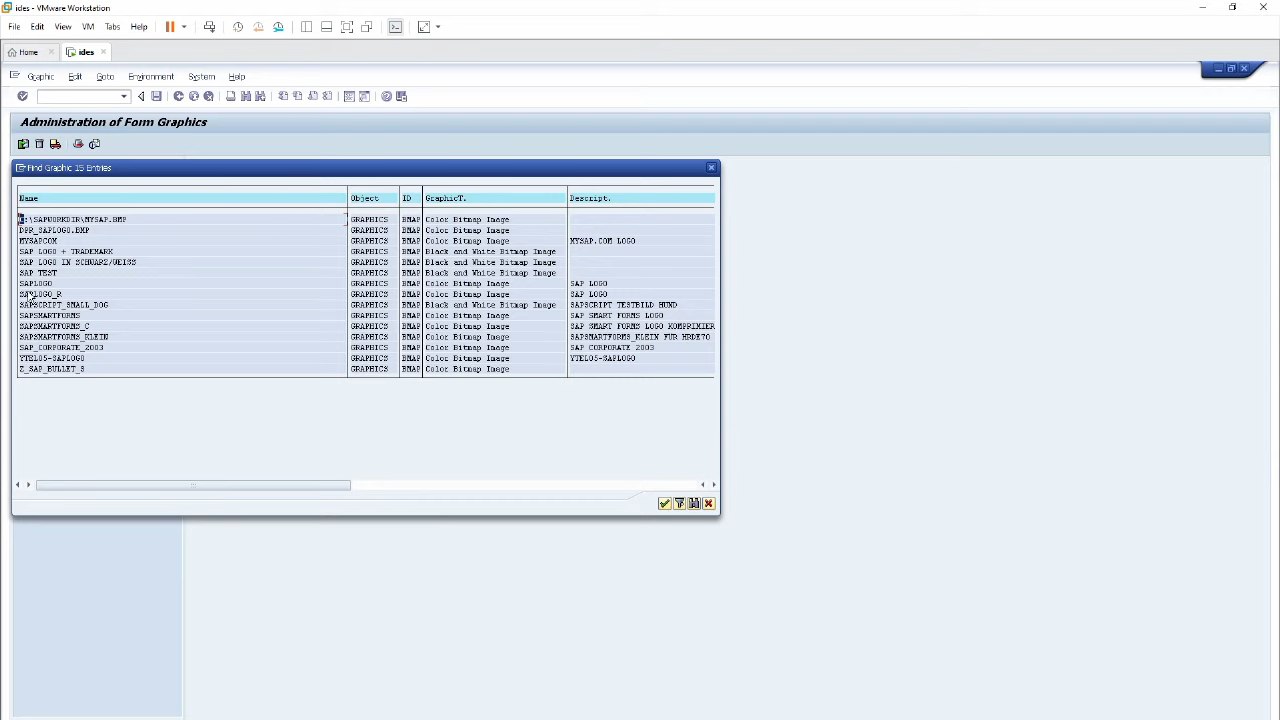 ides - VMware Workstation
File Edit View VM Tabs Help
Home ides
Graphic Edit Goto Environment System Help
Administration of Form Graphics
Find Graphic 15 Entries
Name Object ID GraphicT. Descript.
:\SAPWORKDIR\MYSAP.BMP GRAPHICS BMAP Color Bitmap Image
DPR_SAPLOGO.BMP GRAPHICS BMAP Color Bitmap Image
MYSAPCOM GRAPHICS BMAP Color Bitmap Image MYSAP.COM LOGO
SAP LOGO + TRADEMARK GRAPHICS BMAP Black and White Bitmap Image
SAP LOGO IN SCHWARZ/WEISS GRAPHICS BMAP Black and White Bitmap Image
SAP TEST GRAPHICS BMAP Black and White Bitmap Image
SAPLOGO GRAPHICS BMAP Color Bitmap Image SAP LOGO
SAPLOGO_R GRAPHICS BMAP Color Bitmap Image SAP LOGO
SAPSCRIPT_SMALL_DOG GRAPHICS BMAP Black and White Bitmap Image SAPSCRIPT TESTBILD HUND
SAPSMARTFORMS GRAPHICS BMAP Color Bitmap Image SAP SMART FORMS LOGO
SAPSMARTFORMS_C GRAPHICS BMAP Color Bitmap Image SAP SMART FORMS LOGO KOMPRIMIER
SAPSMARTFORMS_KLEIN GRAPHICS BMAP Color Bitmap Image SAPSMARTFORMS_KLEIN FUR HRDE70
SAP_CORPORATE_2003 GRAPHICS BMAP Color Bitmap Image SAP CORPORATE 2003
YTEL05-SAPLOGO GRAPHICS BMAP Color Bitmap Image YTEL05-SAPLOGO
Z_SAP_BULLET_S GRAPHICS BMAP Color Bitmap Image